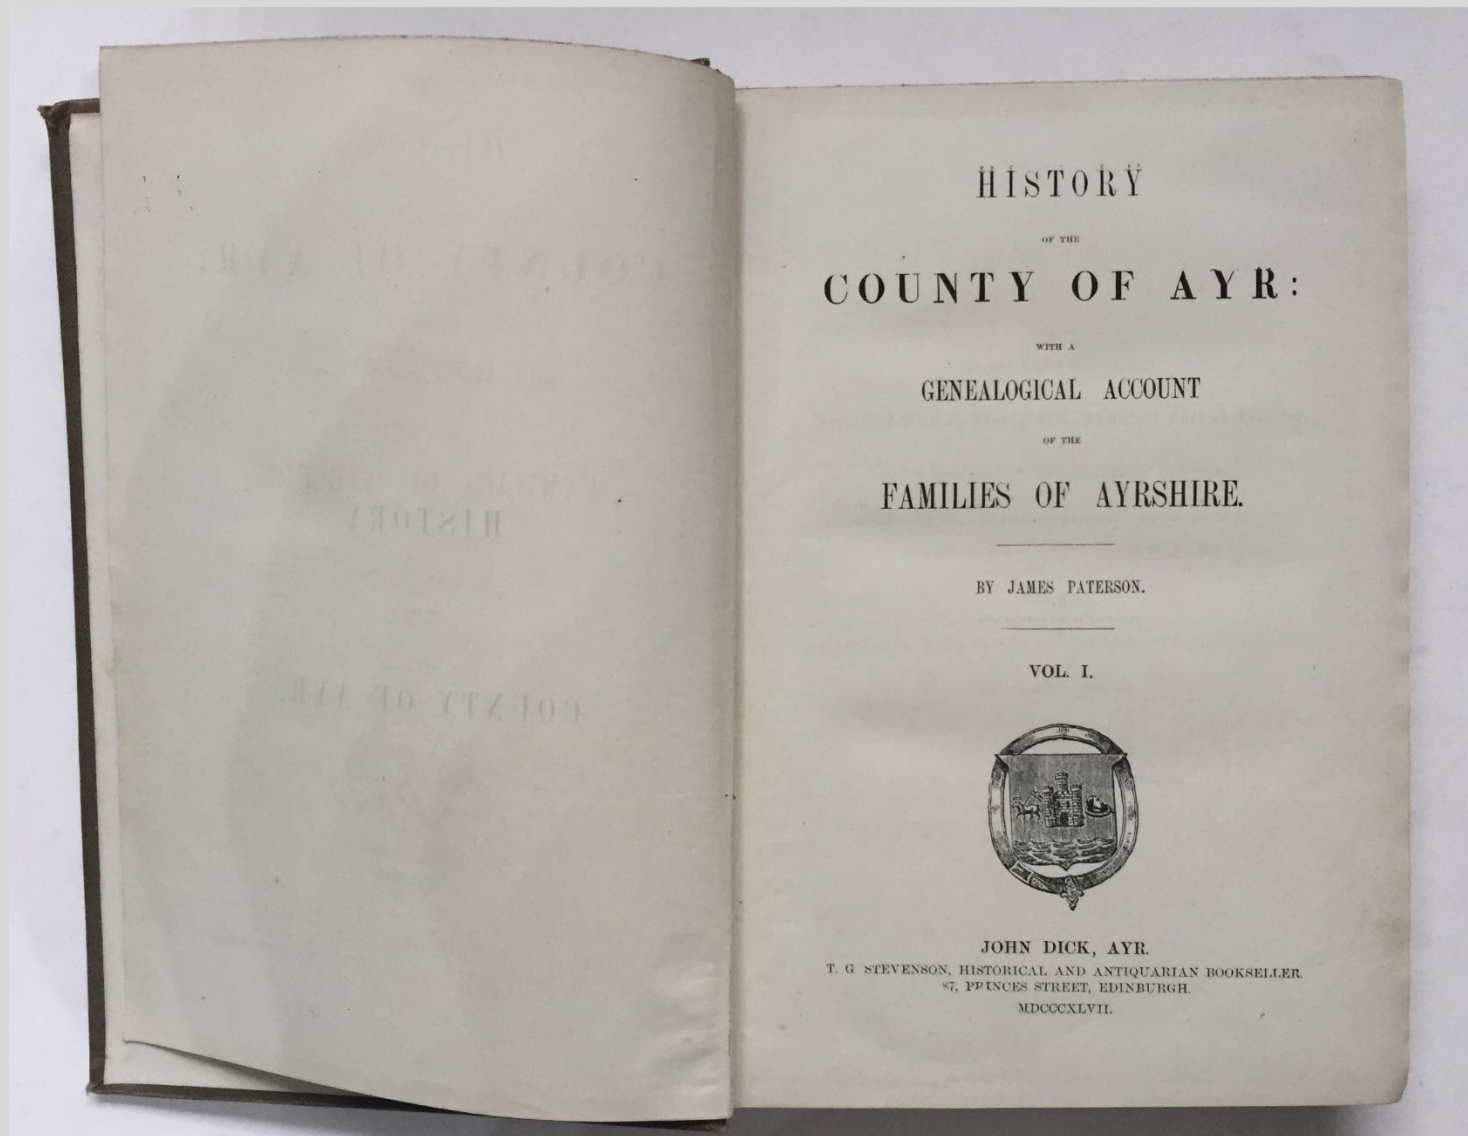 HISTORY
OF THE
COUNTY OF AYR:
WITH A
GENEALOGICAL ACCOUNT
OF THE
FAMILIES OF AYRSHIRE.
BY JAMES PATERSON.
VOL. I.
JOHN DICK, AYR.
T. G STEVENSON, HISTORICAL AND ANTIQUARIAN BOOKSELLER.
87, PRINCES STREET, EDINBURGH.
MDCCCXLVII.